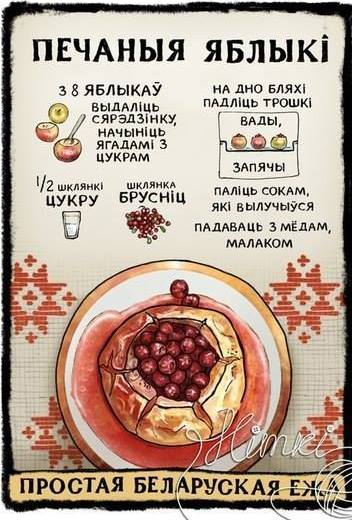 ПЕЧАНЫЯ ЯБЛЫКІ
З 8 ЯБЛЫКАЎ
ВЫДАЛІЦЬ
СЯРЭДЗІНКУ,
НАЧЫНІЦЬ
ЯГАДАМІ З
ЦУКРАМ
1/2 ШКЛЯНКІ
ЦУКРУ
ШКЛЯНКА
БРУСНІЦ
НА ДНО БЛЯХІ
ПАДЛІЦЬ ТРОШКІ
ВАДЫ,
ЗАПЯЧЫ
ПАЛІЦЬ СОКАМ,
ЯКІ ВЫЛУЧЫЎСЯ
ПАДАВАЦЬ З МЁДАМ,
МАЛАКОМ
Нiткi
ПРОСТАЯ БЕЛАРУСКАЯ ЕЖА